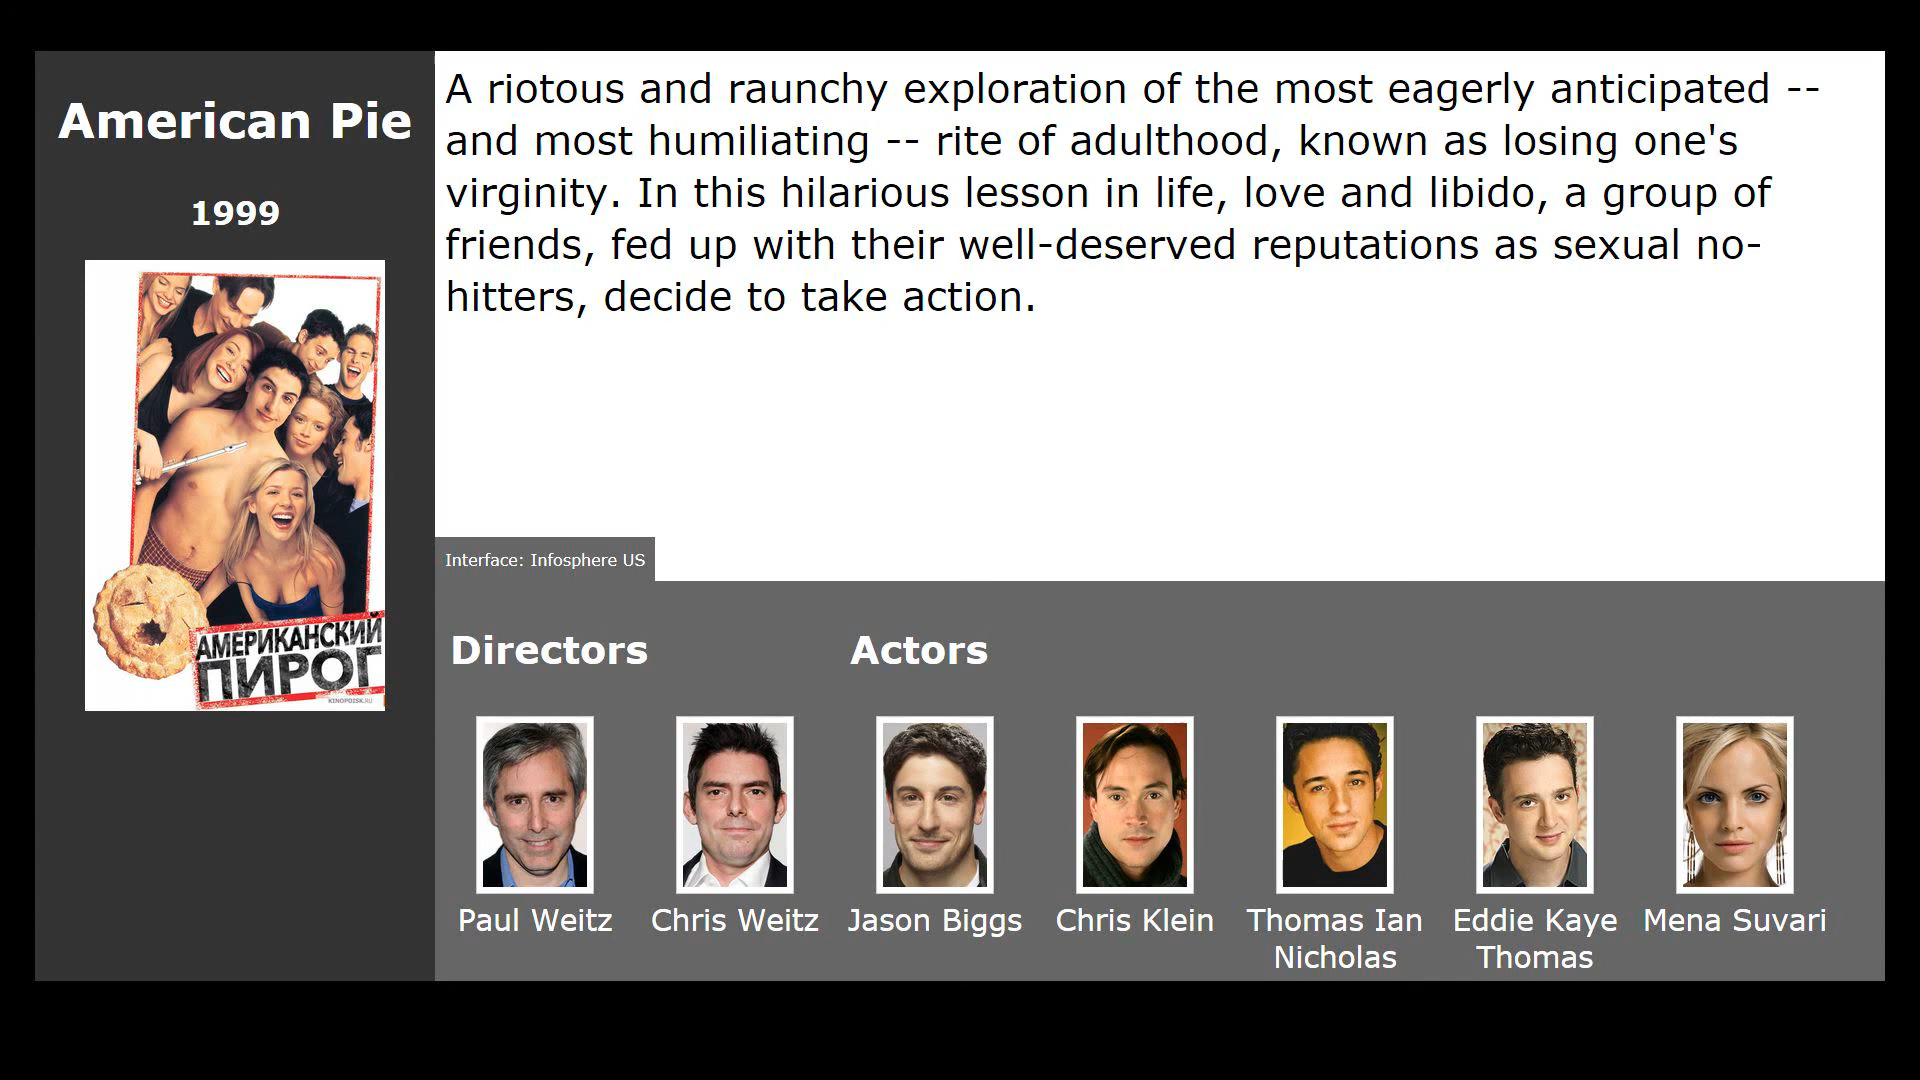 American Pie
1999
АМЕРИКАНСКИЙ
ПИРОГ
KINOPOISK.RU
A riotous and raunchy exploration of the most eagerly anticipated --
and most humiliating -- rite of adulthood, known as losing one's
virginity. In this hilarious lesson in life, love and libido, a group of
friends, fed up with their well-deserved reputations as sexual no-
hitters, decide to take action.
Interface: Infosphere US
Directors
Actors
Paul Weitz
Chris Weitz
Jason Biggs
Chris Klein
Thomas Ian
Nicholas
Eddie Kaye
Thomas
Mena Suvari